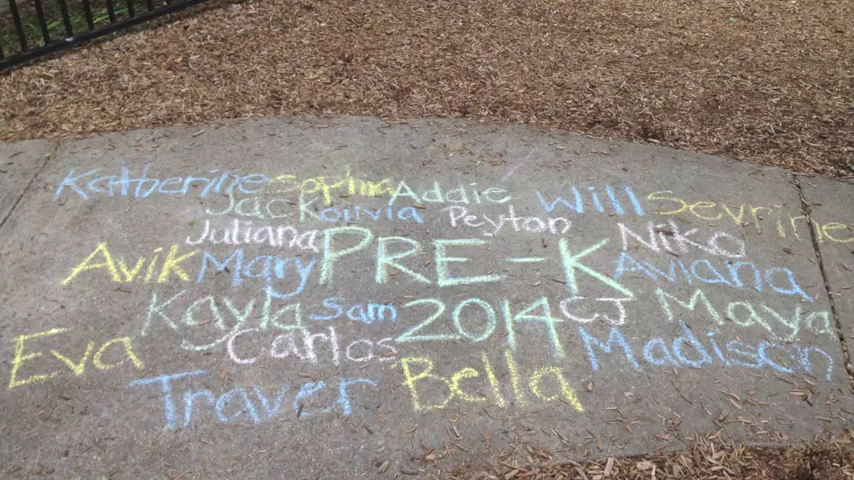 Katherine Sophia Addie Will Sevrine
Jack olivia Peyton
Juliana PRE-K Niko
Avik Mary Aviana
Kayla Sam 2014 CJ Maya
Eva Carlos Madison
Traver Bella